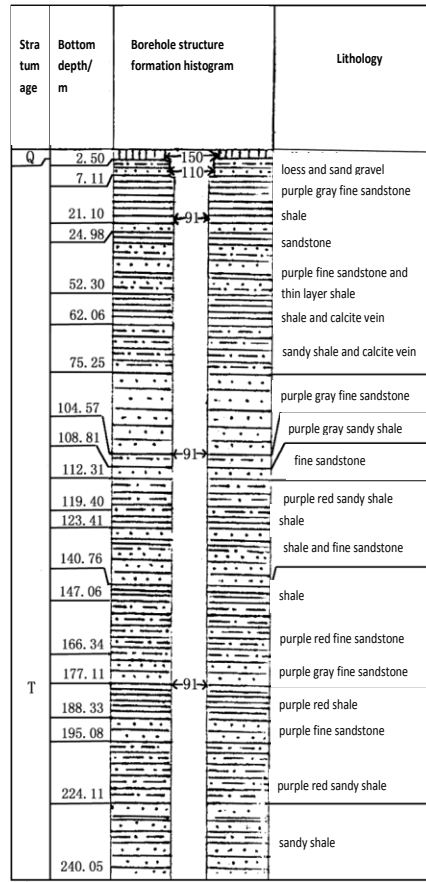 Stra
tum
age
Bottom
depth/
m
Borehole structure
formation histogram
Lithology
Q
2.50
150
7.11
110
loess and sand gravel
purple gray fine sandstone
21.10
91
shale
24.98
sandstone
purple fine sandstone and
52.30
thin layer shale
62.06
shale and calcite vein
75.25
sandy shale and calcite vein
104.57
purple gray fine sandstone
108.81
91
purple gray sandy shale
112.31
fine sandstone
119.40
purple red sandy shale
123.41
shale
140.76
shale and fine sandstone
147.06
shale
166.34
purple red fine sandstone
177.11
purple gray fine sandstone
T
91
188.33
purple red shale
195.08
purple fine sandstone
224.11
purple red sandy shale
240.05
sandy shale